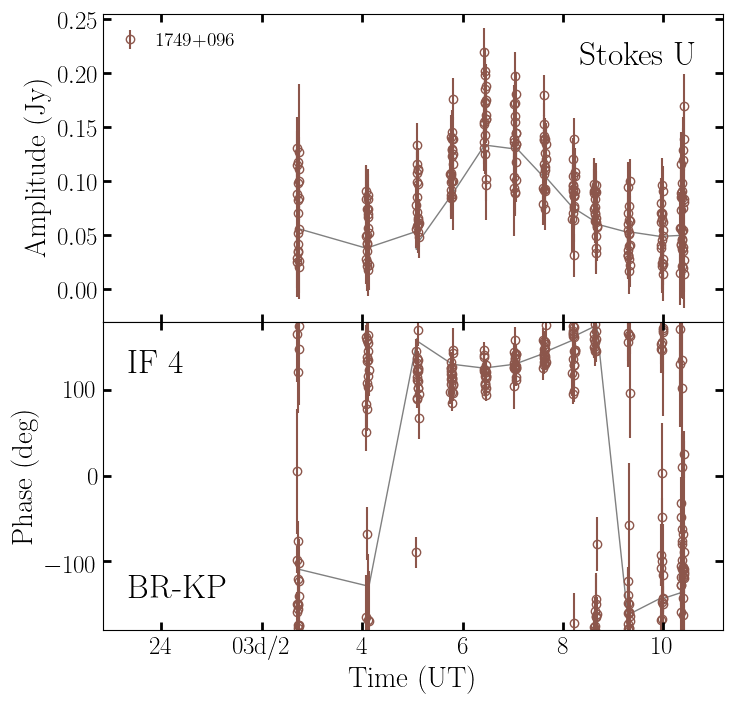 0.25
0.20
0.15
0.10
0.05
0.00
Amplitude (Jy)
1749+096
Stokes U
100
0
−100
Phase (deg)
IF 4
BR-KP
24
03d/2
4
6
8
10
Time (UT)